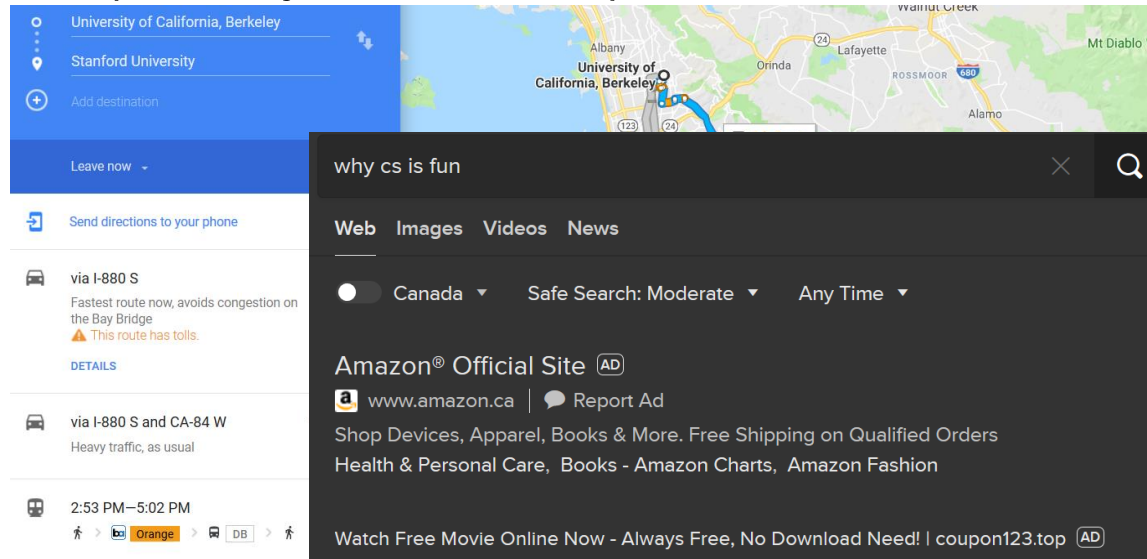 University of California, Berkeley
Stanford University
Add destination
Leave now
Send directions to your phone
via I-880 S
Fastest route now, avoids congestion on
the Bay Bridge
This route has tolls.
DETAILS
via I-880 S and CA-84 W
Heavy traffic, as usual
2:53 PM—5:02 PM
Orange
DB
Walnut Creek
Albany
24
Lafayette
Mt Diablo
University of
California, Berkeley
Orinda
ROSSMOOR
680
Alamo
123
24
why cs is fun
Web Images Videos News
Canada Safe Search: Moderate Any Time
Amazon® Official Site AD
a www.amazon.ca Report Ad
Shop Devices, Apparel, Books & More. Free Shipping on Qualified Orders
Health & Personal Care, Books - Amazon Charts, Amazon Fashion
Watch Free Movie Online Now - Always Free, No Download Need! | coupon123.top AD